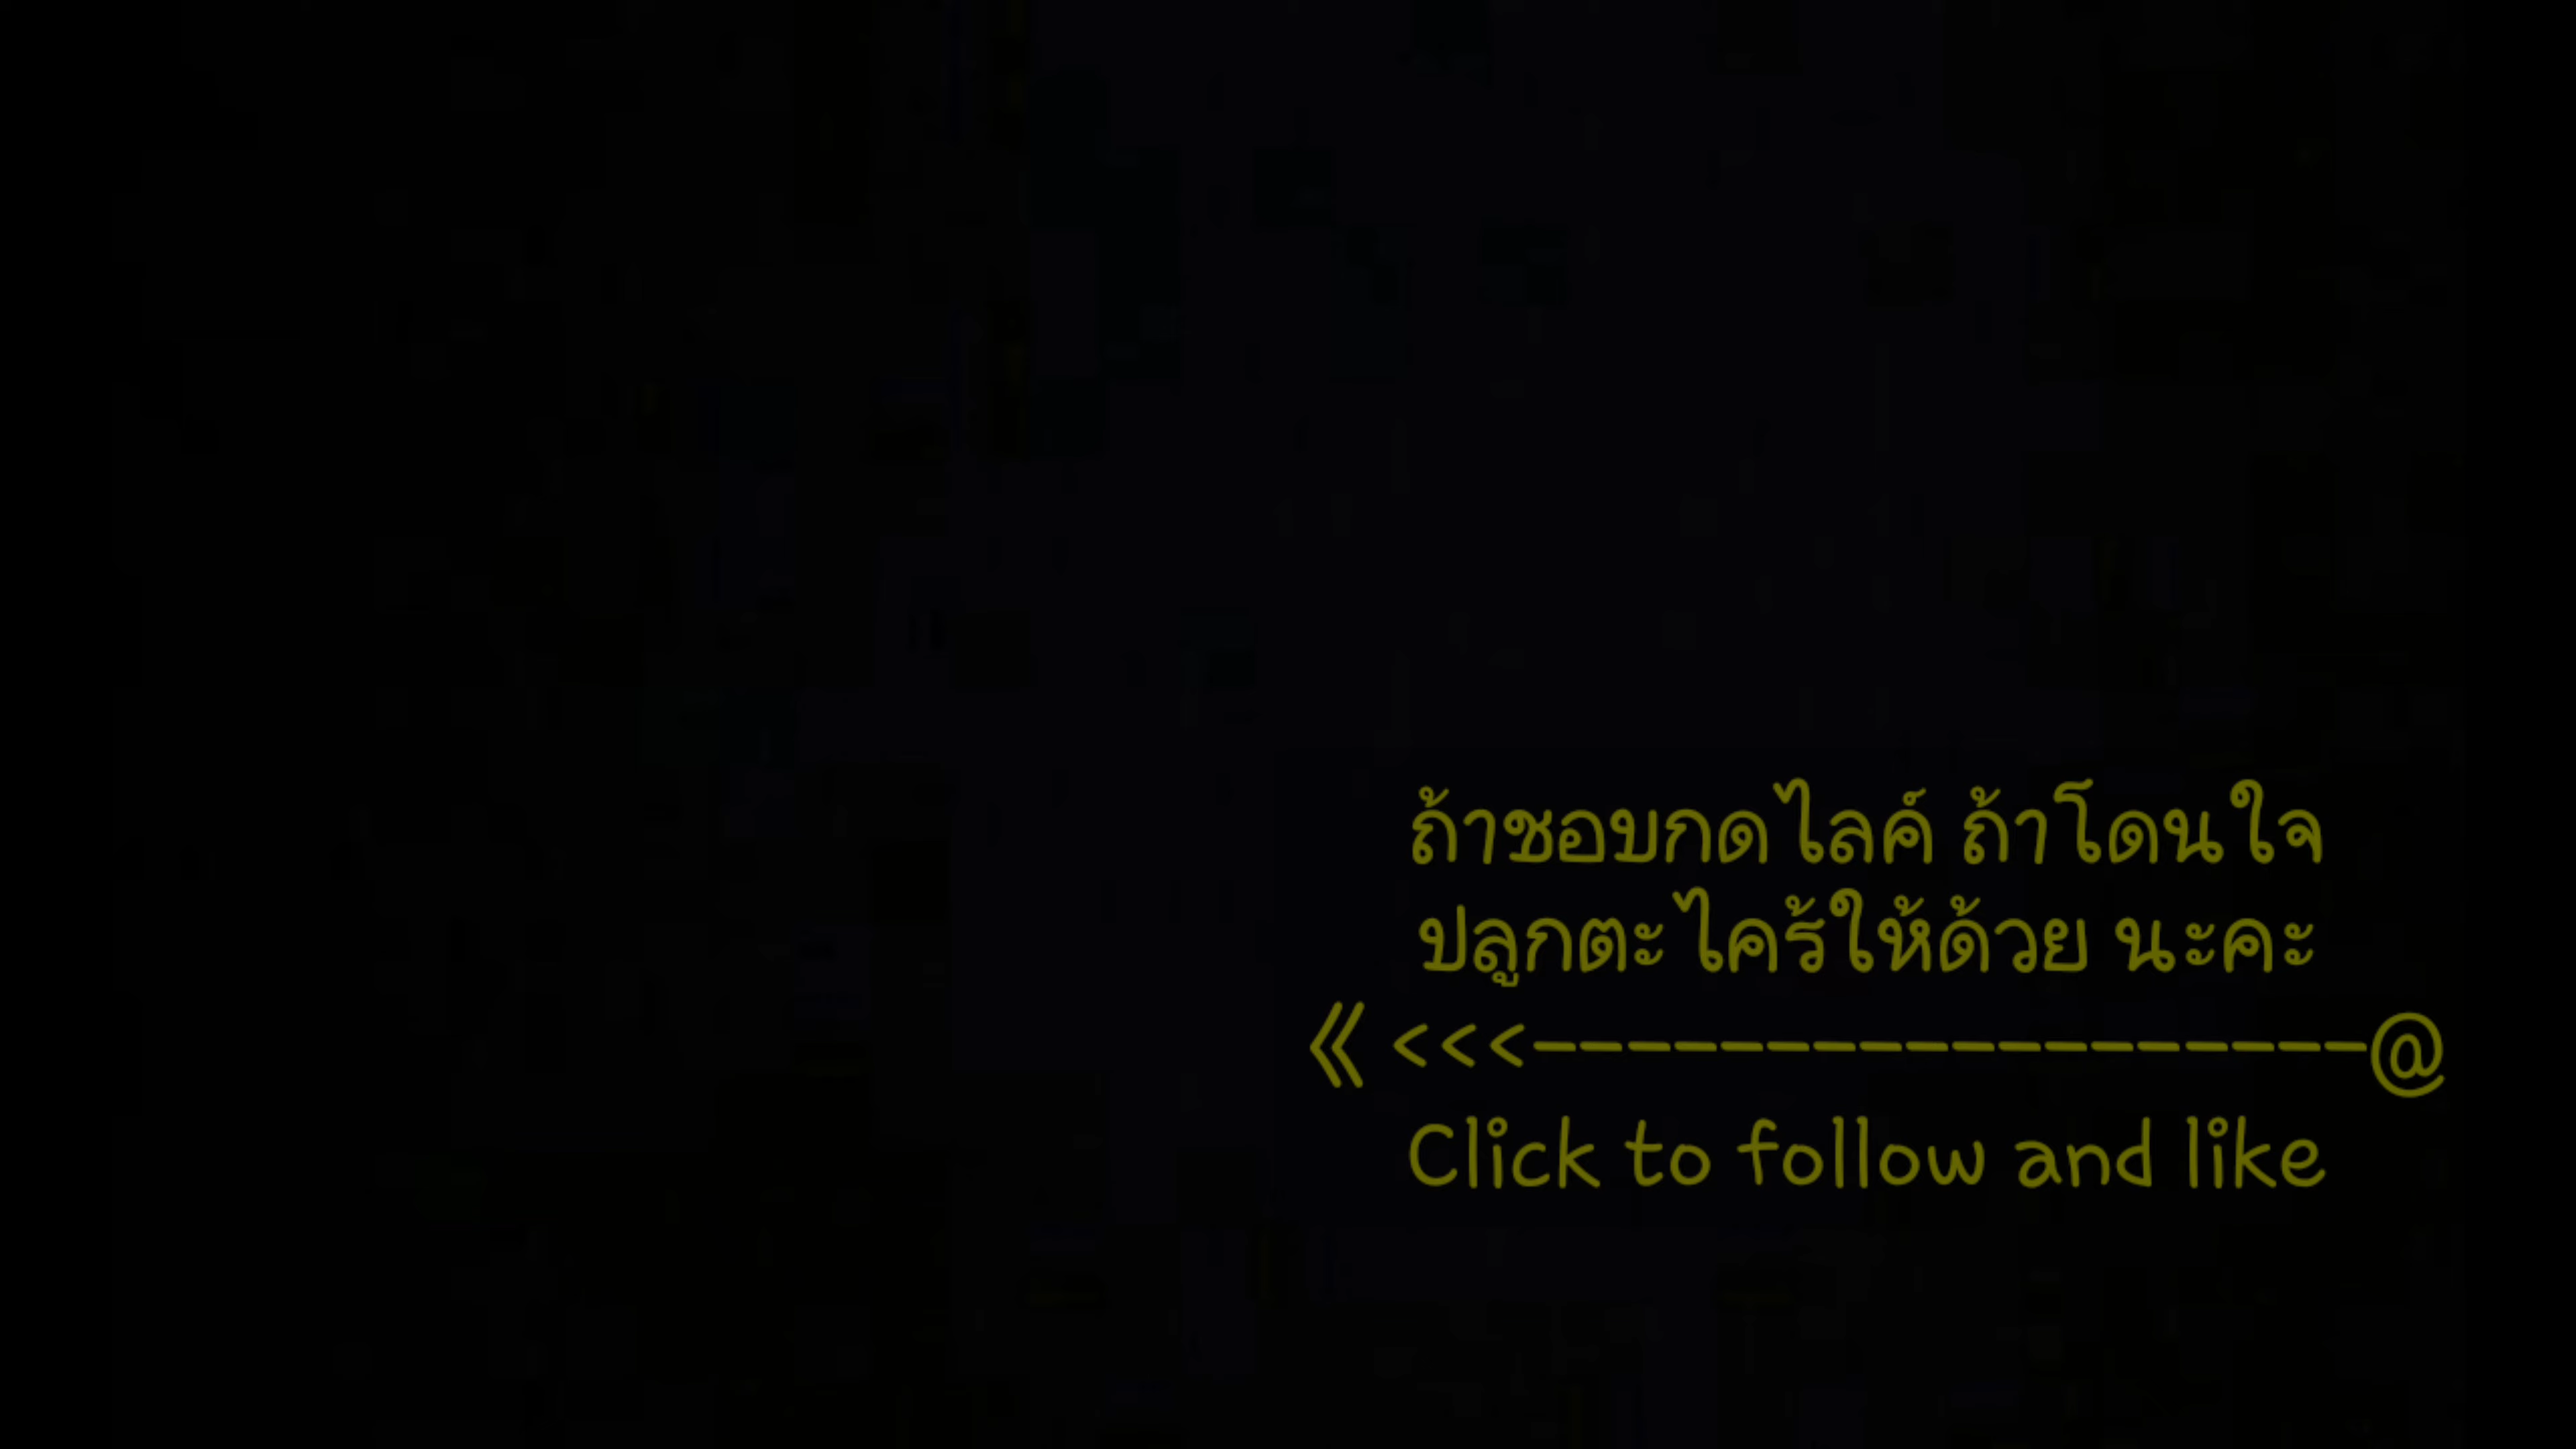 ถ้าชอบกดไลค์ ถ้าโดนใจ
ปลูกตะไคร้ให้ด้วย นะคะ
《 <<<------------------@
Click to follow and like